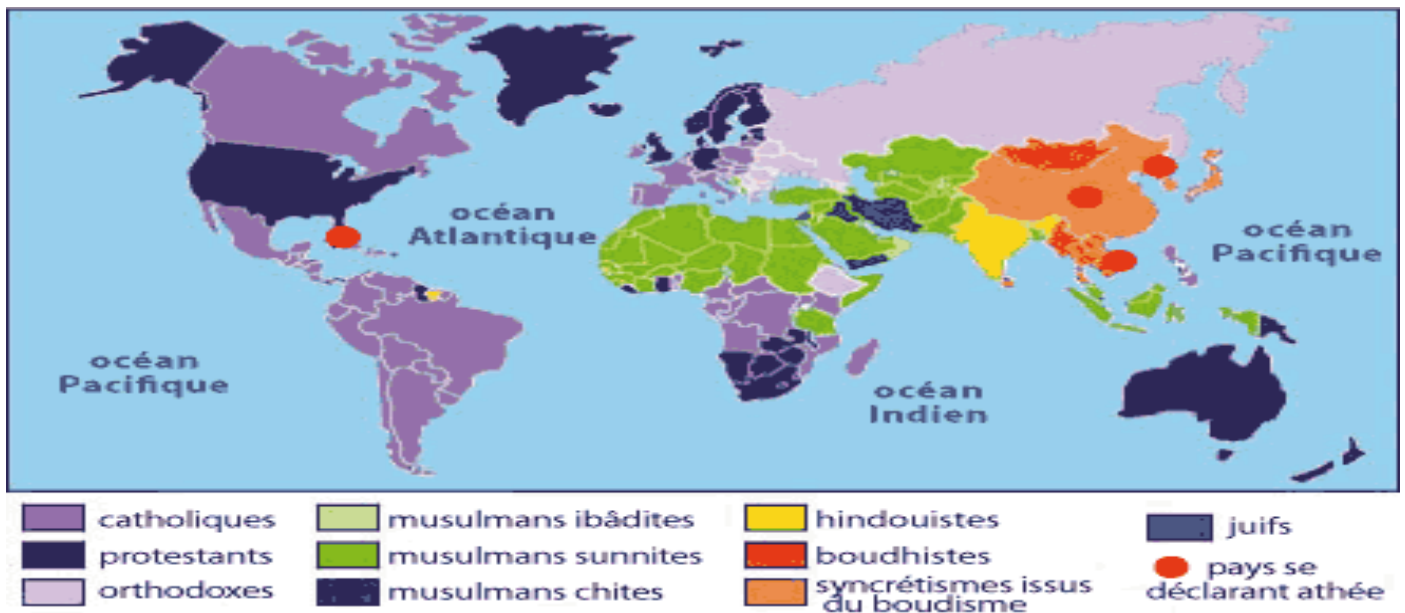 océan
Atlantique
océan
Pacifique
océan
Pacifique
océan
Indien
catholiques
protestants
orthodoxes
musulmans ibâdites
musulmans sunnites
musulmans chites
hindouistes
boudhistes
syncrétismes issus
du boudisme
juifs
pays se
déclarant athée